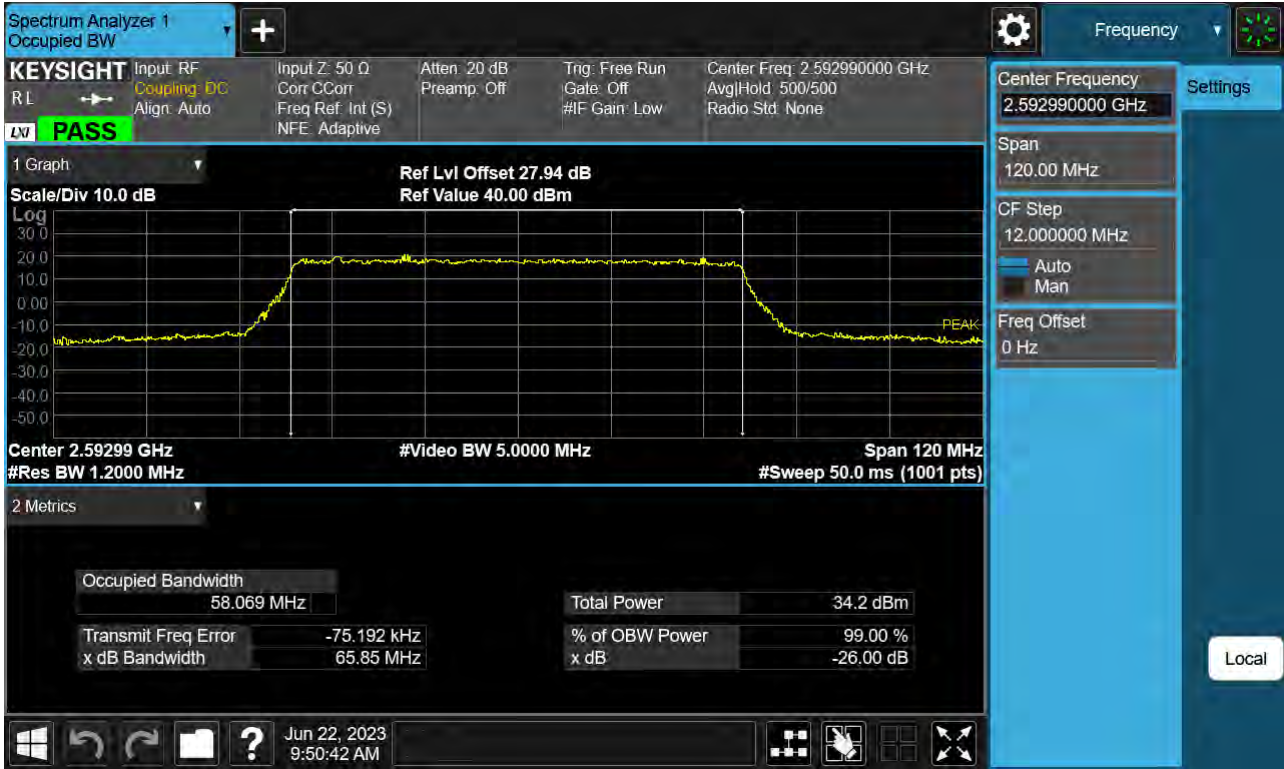 Spectrum Analyzer 1
Occupied BW
Frequency
KEYSIGHT
RL
LXI
PASS
Input: RF
Coupling: DC
Align: Auto
Input Z: 50 Ω
Corr CCorr
Freq Ref: Int (S)
NFE: Adaptive
Atten: 20 dB
Preamp: Off
Trig: Free Run
Gate: Off
#IF Gain: Low
Center Freq: 2.592990000 GHz
Avg|Hold: 500/500
Radio Std: None
Center Frequency
2.592990000 GHz
Settings
Span
120.00 MHz
CF Step
12.000000 MHz
Auto
Man
Freq Offset
0 Hz
1 Graph
Scale/Div 10.0 dB
Ref Lvl Offset 27.94 dB
Ref Value 40.00 dBm
Log
30.0
20.0
10.0
0.00
-10.0
-20.0
-30.0
-40.0
-50.0
PEAK
Center 2.59299 GHz
#Video BW 5.0000 MHz
Span 120 MHz
#Res BW 1.2000 MHz
#Sweep 50.0 ms (1001 pts)
2 Metrics
Occupied Bandwidth
58.069 MHz
Total Power 34.2 dBm
Transmit Freq Error -75.192 kHz
% of OBW Power 99.00 %
x dB Bandwidth 65.85 MHz
x dB -26.00 dB
Local
?
Jun 22, 2023
9:50:42 AM